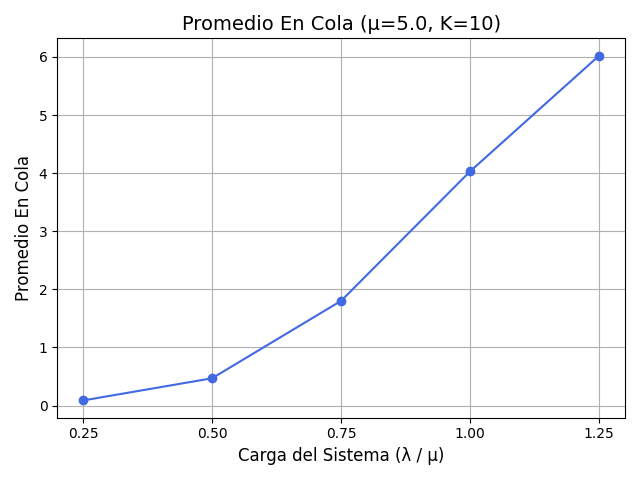 Promedio En Cola (μ=5.0, K=10)
Promedio En Cola
6
5
4
3
2
1
0
0.25 0.50 0.75 1.00 1.25
Carga del Sistema (λ / μ)